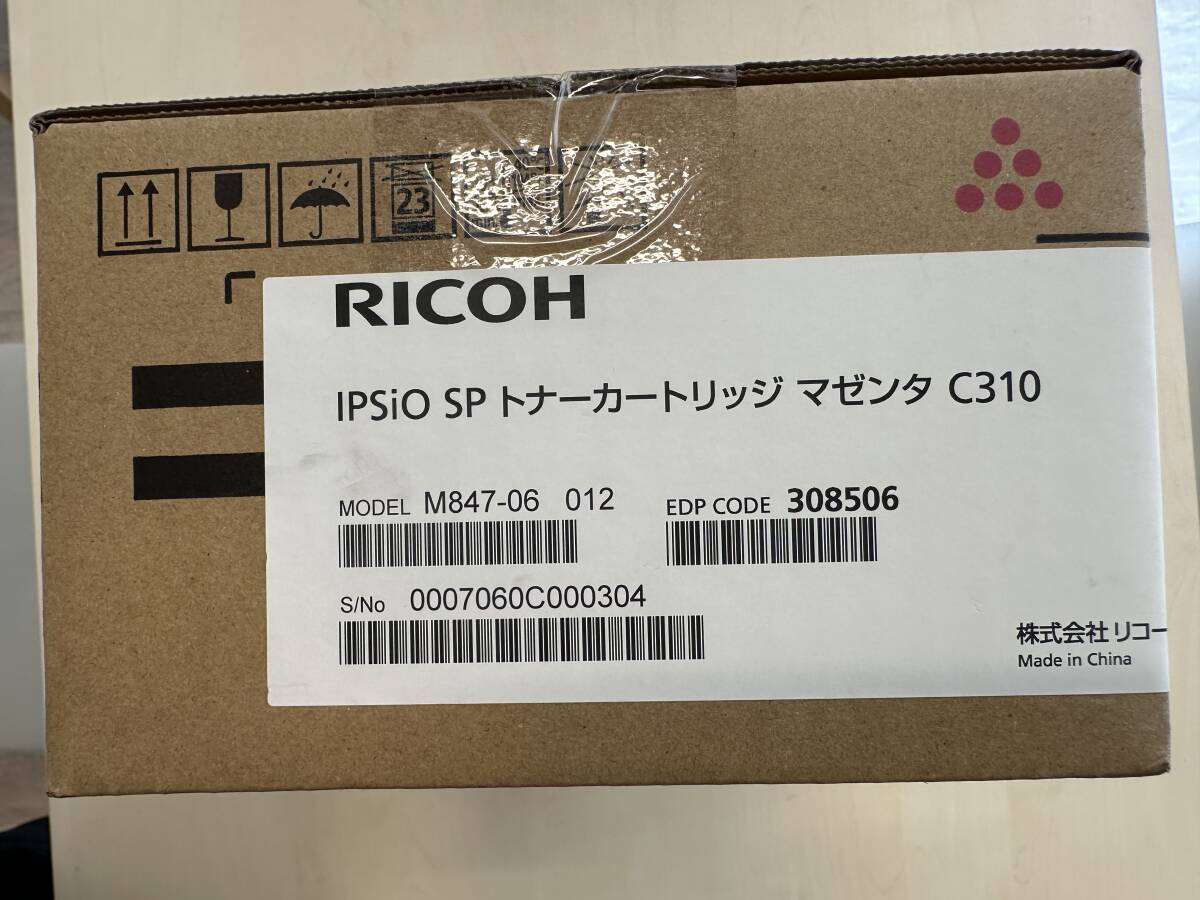 23
RICOH
IPSiO SP トナーカートリッジ マゼンタ C310
MODEL M847-06 012 EDP CODE 308506
S/No 0007060C000304
株式会社リコー
Made in China